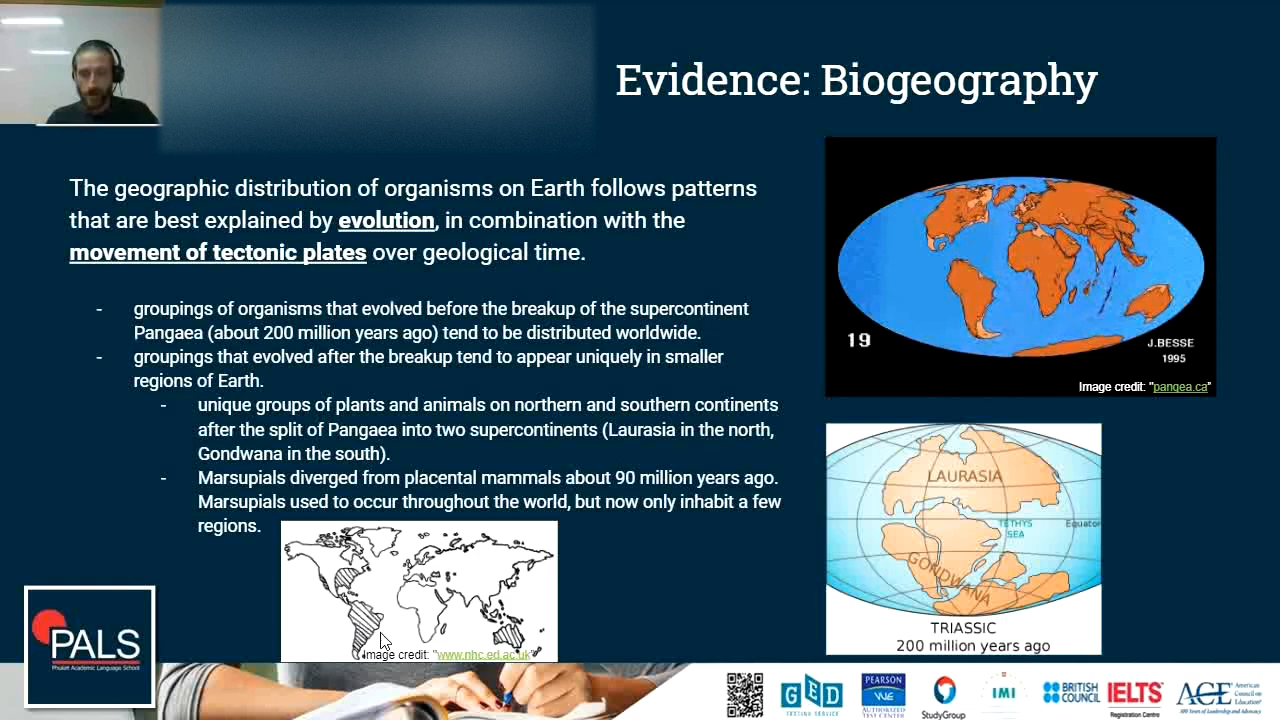 Evidence: Biogeography
The geographic distribution of organisms on Earth follows patterns
that are best explained by evolution, in combination with the
movement of tectonic plates over geological time.
- groupings of organisms that evolved before the breakup of the supercontinent
Pangaea (about 200 million years ago) tend to be distributed worldwide.
- groupings that evolved after the breakup tend to appear uniquely in smaller
regions of Earth.
- unique groups of plants and animals on northern and southern continents
after the split of Pangaea into two supercontinents (Laurasia in the north,
Gondwana in the south).
- Marsupials diverged from placental mammals about 90 million years ago.
Marsupials used to occur throughout the world, but now only inhabit a few
regions.
19
J.BESSE
1995
Image credit: "pangea.ca"
LAURASIA
TETHYS
SEA
Equator
GONDWANA
TRIASSIC
200 million years ago
Image credit: "www.nhc.ed.ac.uk"
PALS
Phuket Academic Language School
GED
TESTING SERVICE
PEARSON
VUE
AUTHORIZED
TEST CENTER
StudyGroup
IMI
BRITISH
COUNCIL
IELTS
Registration Centre
ACE
American
Council on
Education
100 Years of Leadership and Advocacy